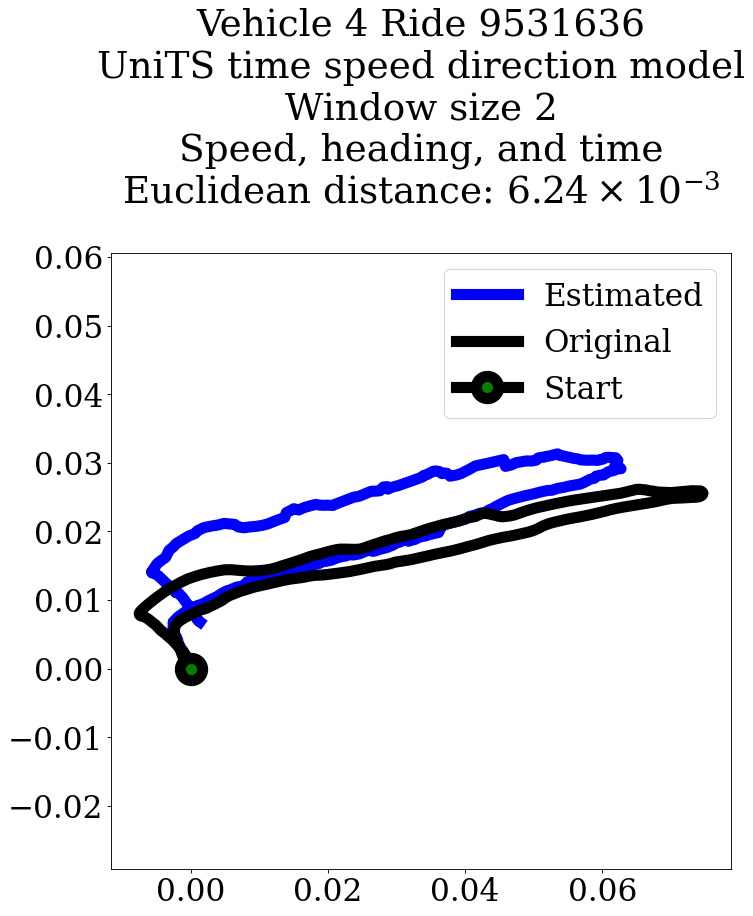 Vehicle 4 Ride 9531636
UniTS time speed direction model
Window size 2
Speed, heading, and time
Euclidean distance: 6.24 × 10⁻³
0.06
0.05
0.04
0.03
0.02
0.01
0.00
−0.01
−0.02
Estimated
Original
Start
0.00 0.02 0.04 0.06